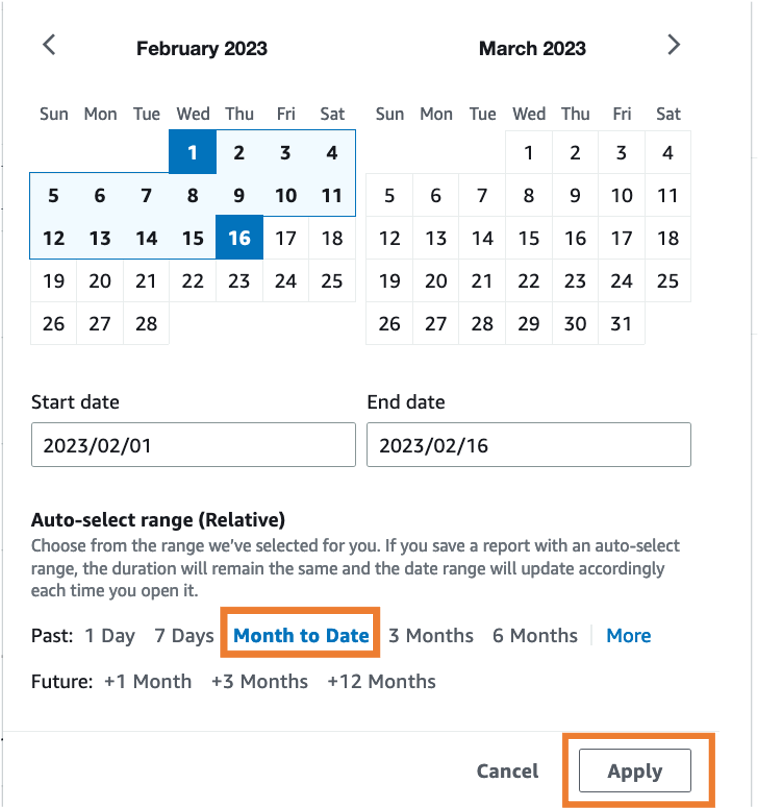 February 2023 March 2023
Sun Mon Tue Wed Thu Fri Sat Sun Mon Tue Wed Thu Fri Sat
1 2 3 4 1 2 3 4
5 6 7 8 9 10 11 5 6 7 8 9 10 11
12 13 14 15 16 17 18 12 13 14 15 16 17 18
19 20 21 22 23 24 25 19 20 21 22 23 24 25
26 27 28 26 27 28 29 30 31
Start date End date
2023/02/01 2023/02/16
Auto-select range (Relative)
Choose from the range we've selected for you. If you save a report with an auto-select
range, the duration will remain the same and the date range will update accordingly
each time you open it.
Past: 1 Day 7 Days Month to Date 3 Months 6 Months More
Future: +1 Month +3 Months +12 Months
Cancel Apply